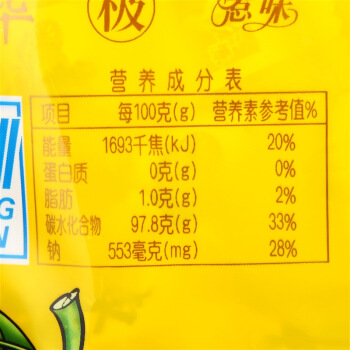 极
味
营养成分表
项目 每100克(g) 营养素参考值%
能量 1693千焦(kJ) 20%
蛋白质 0克(g) 0%
脂肪 1.0克(g) 2%
碳水化合物 97.8克(g) 33%
钠 553毫克(mg) 28%
G
N